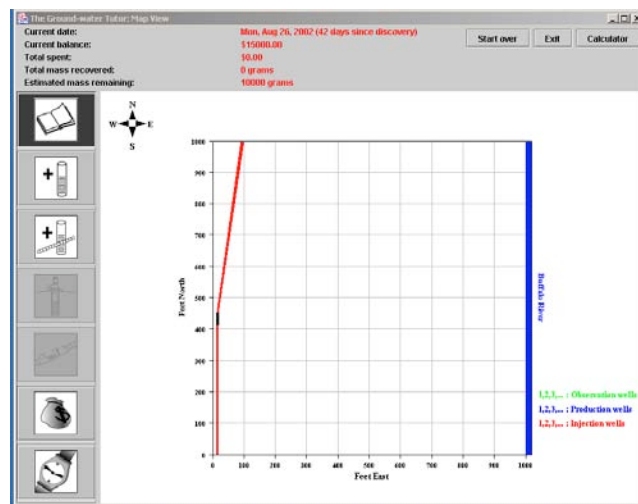 The Ground-water Tutor: Map View
Current date: Mon, Aug 26, 2002 (42 days since discovery)
Current balance: $15000.00
Total spent: $0.00
Total mass recovered: 0 grams
Estimated mass remaining: 10000 grams
Start over Exit Calculator
N
W E
S
1000
900
800
700
600
500
400
300
200
100
0
Feet North
0 100 200 300 400 500 600 700 800 900 1000
Feet East
Buffalo River
1,2,3,... : Observation wells
1,2,3,... : Production wells
1,2,3,... : Injection wells